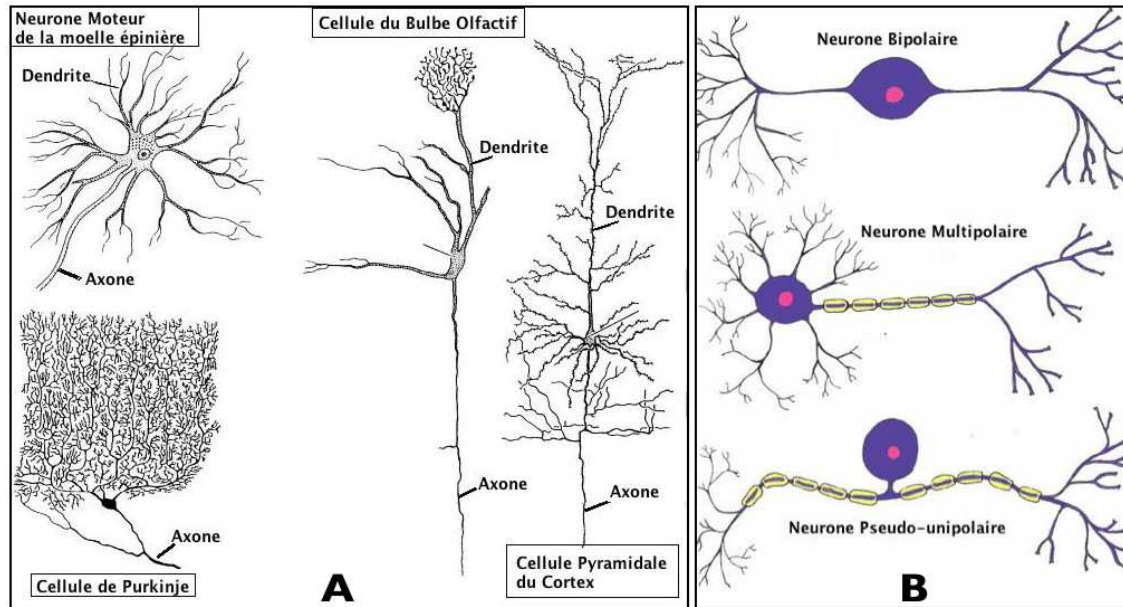 Neurone Moteur
de la moelle épinière
Dendrite
Axone
Cellule du Bulbe Olfactif
Dendrite
Dendrite
Axone
Axone
Axone
Cellule de Purkinje
Cellule Pyramidale
du Cortex
A
Neurone Bipolaire
Neurone Multipolaire
Neurone Pseudo-unipolaire
B